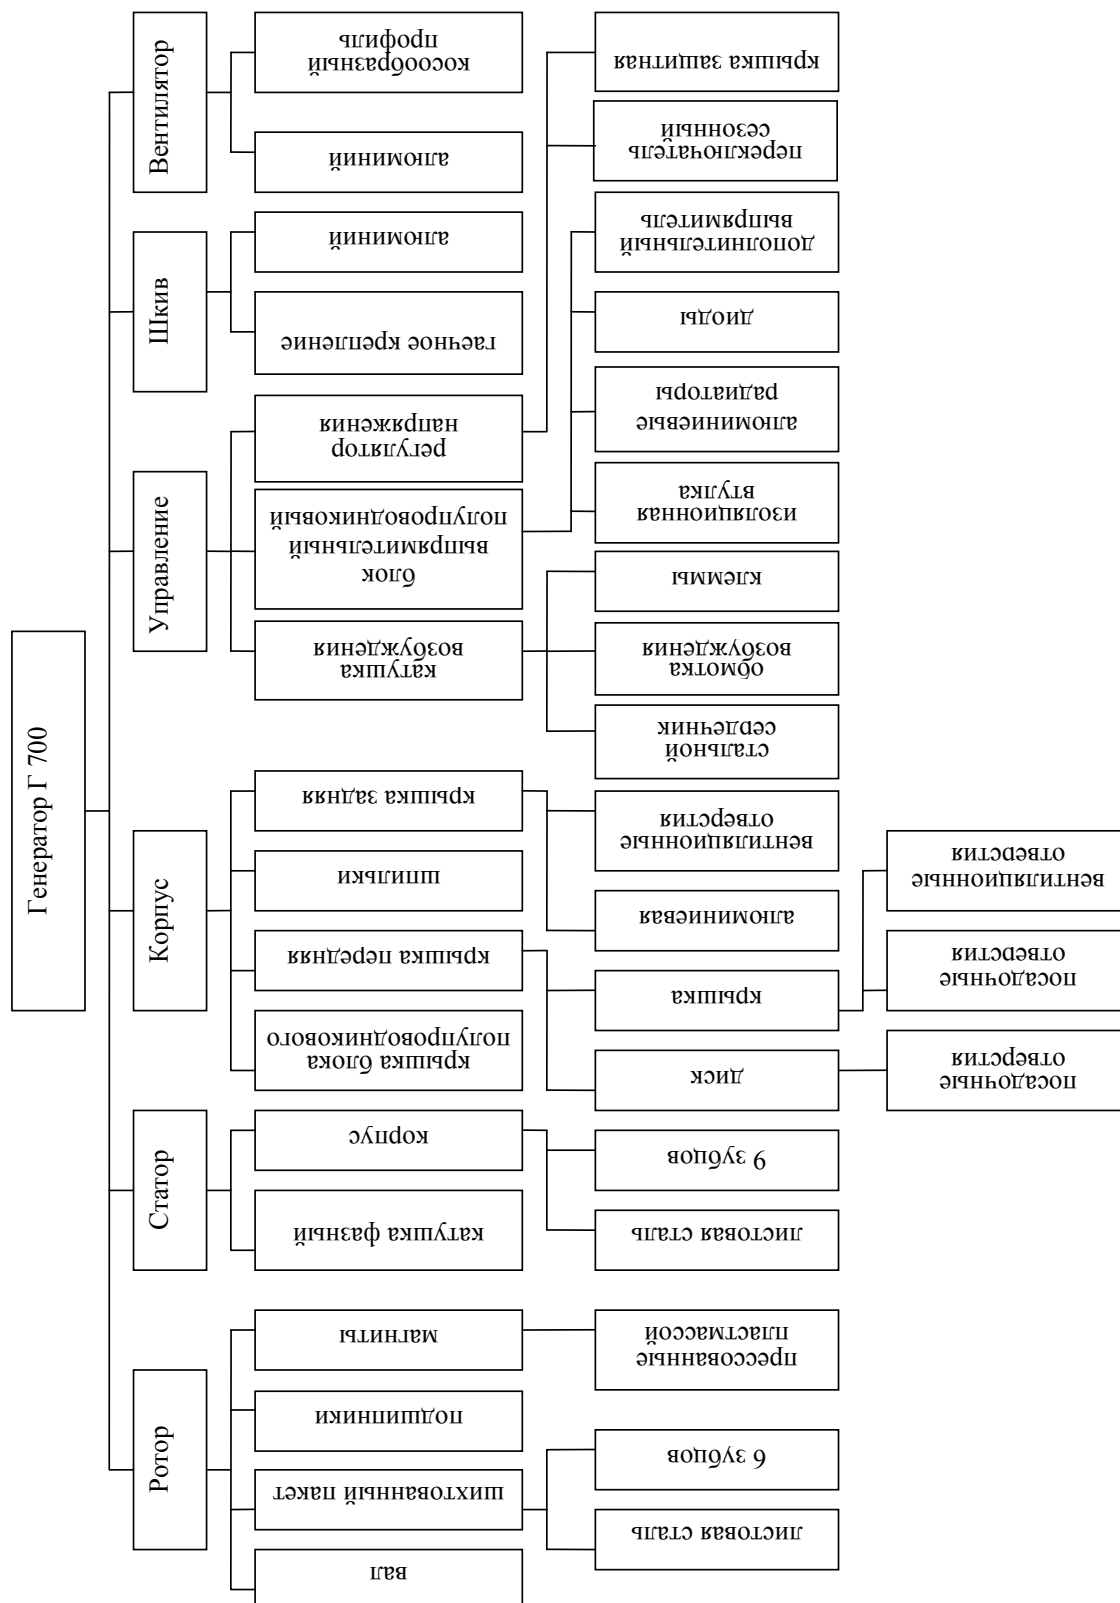 Генератор Г 700
Ротор
вал
шихтованный пакет
листовая сталь
6 зубцов
подшипники
магниты
прессованные
пластмассой
Статор
катушка фазный
корпус
листовая сталь
9 зубцов
Корпус
крышка блока
полупроводникового
крышка передняя
диск
посадочные
отверстия
крышка
посадочные
отверстия
вентиляционные
отверстия
шпильки
крышка задняя
алюминиевая
вентиляционные
отверстия
Управление
катушка
возбуждения
стальной
сердечник
обмотка
возбуждения
клеммы
блок
выпрямительный
полупроводниковый
изоляционная
втулка
алюминиевые
радиаторы
диоды
дополнительный
выпрямитель
регулятор
напряжения
переключатель
сезонный
крышка защитная
Шкив
гаечное крепление
алюминий
Вентилятор
алюминий
косообразный
профиль